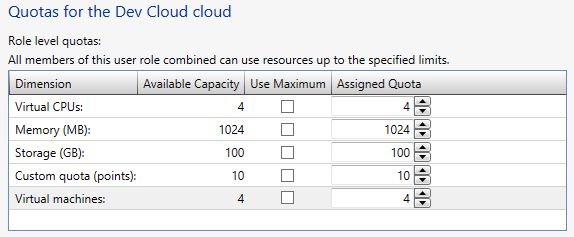 Quotas for the Dev Cloud cloud
Role level quotas:
All members of this user role combined can use resources up to the specified limits.
Dimension Available Capacity Use Maximum Assigned Quota
Virtual CPUs: 4 4
Memory (MB): 1024 1024
Storage (GB): 100 100
Custom quota (points): 10 10
Virtual machines: 4 4